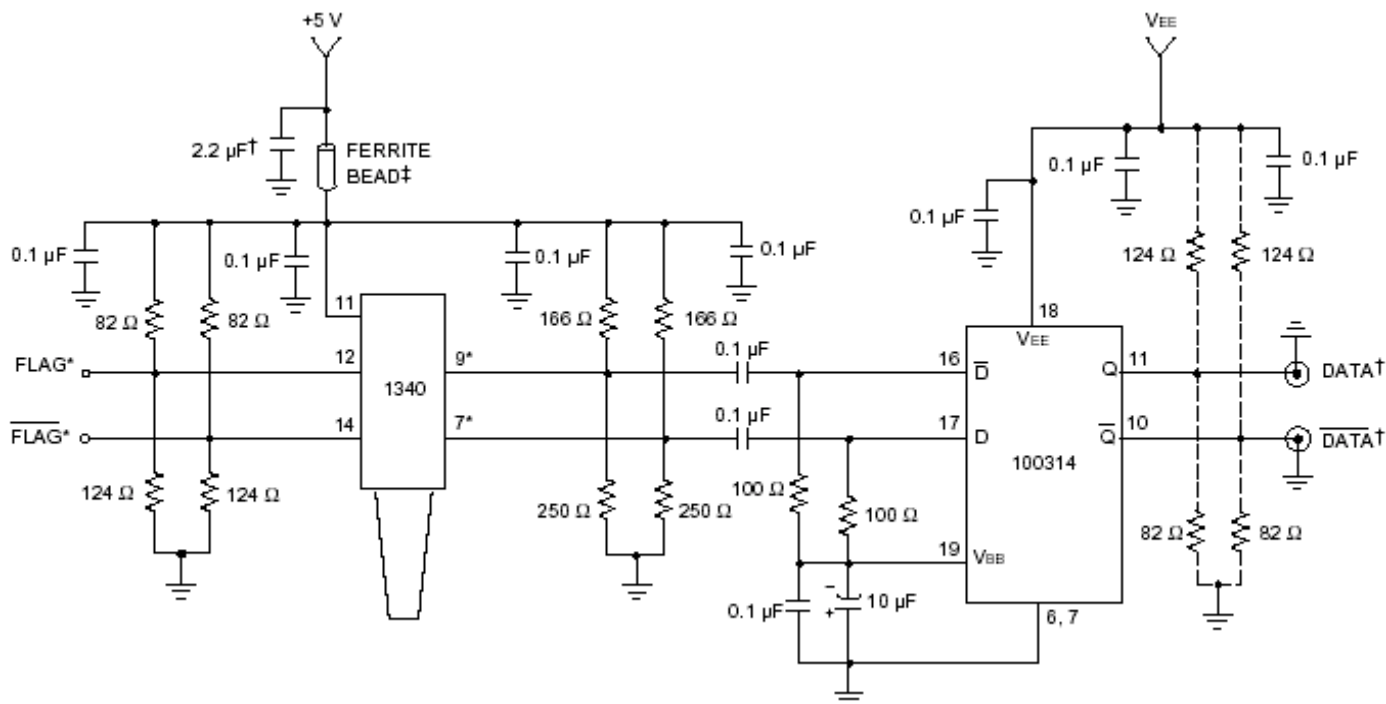 +5 V
VEE
2.2 µF†
FERRITE
BEAD‡
0.1 µF
0.1 µF
0.1 µF
0.1 µF
0.1 µF
0.1 µF
0.1 µF
124 Ω
124 Ω
11
82 Ω
82 Ω
166 Ω
166 Ω
18
VEE
FLAG*
12
9*
0.1 µF
16
D
Q
11
DATA†
1340
FLAG*
14
7*
0.1 µF
17
D
Q
10
DATA†
100314
124 Ω
124 Ω
250 Ω
250 Ω
100 Ω
100 Ω
82 Ω
82 Ω
19
VBB
0.1 µF
–
+
10 µF
6, 7